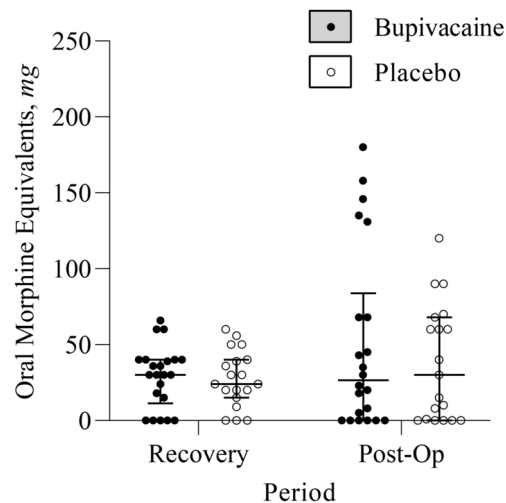 Bupivacaine
Placebo
Oral Morphine Equivalents, mg
250
200
150
100
50
0
Recovery
Post-Op
Period